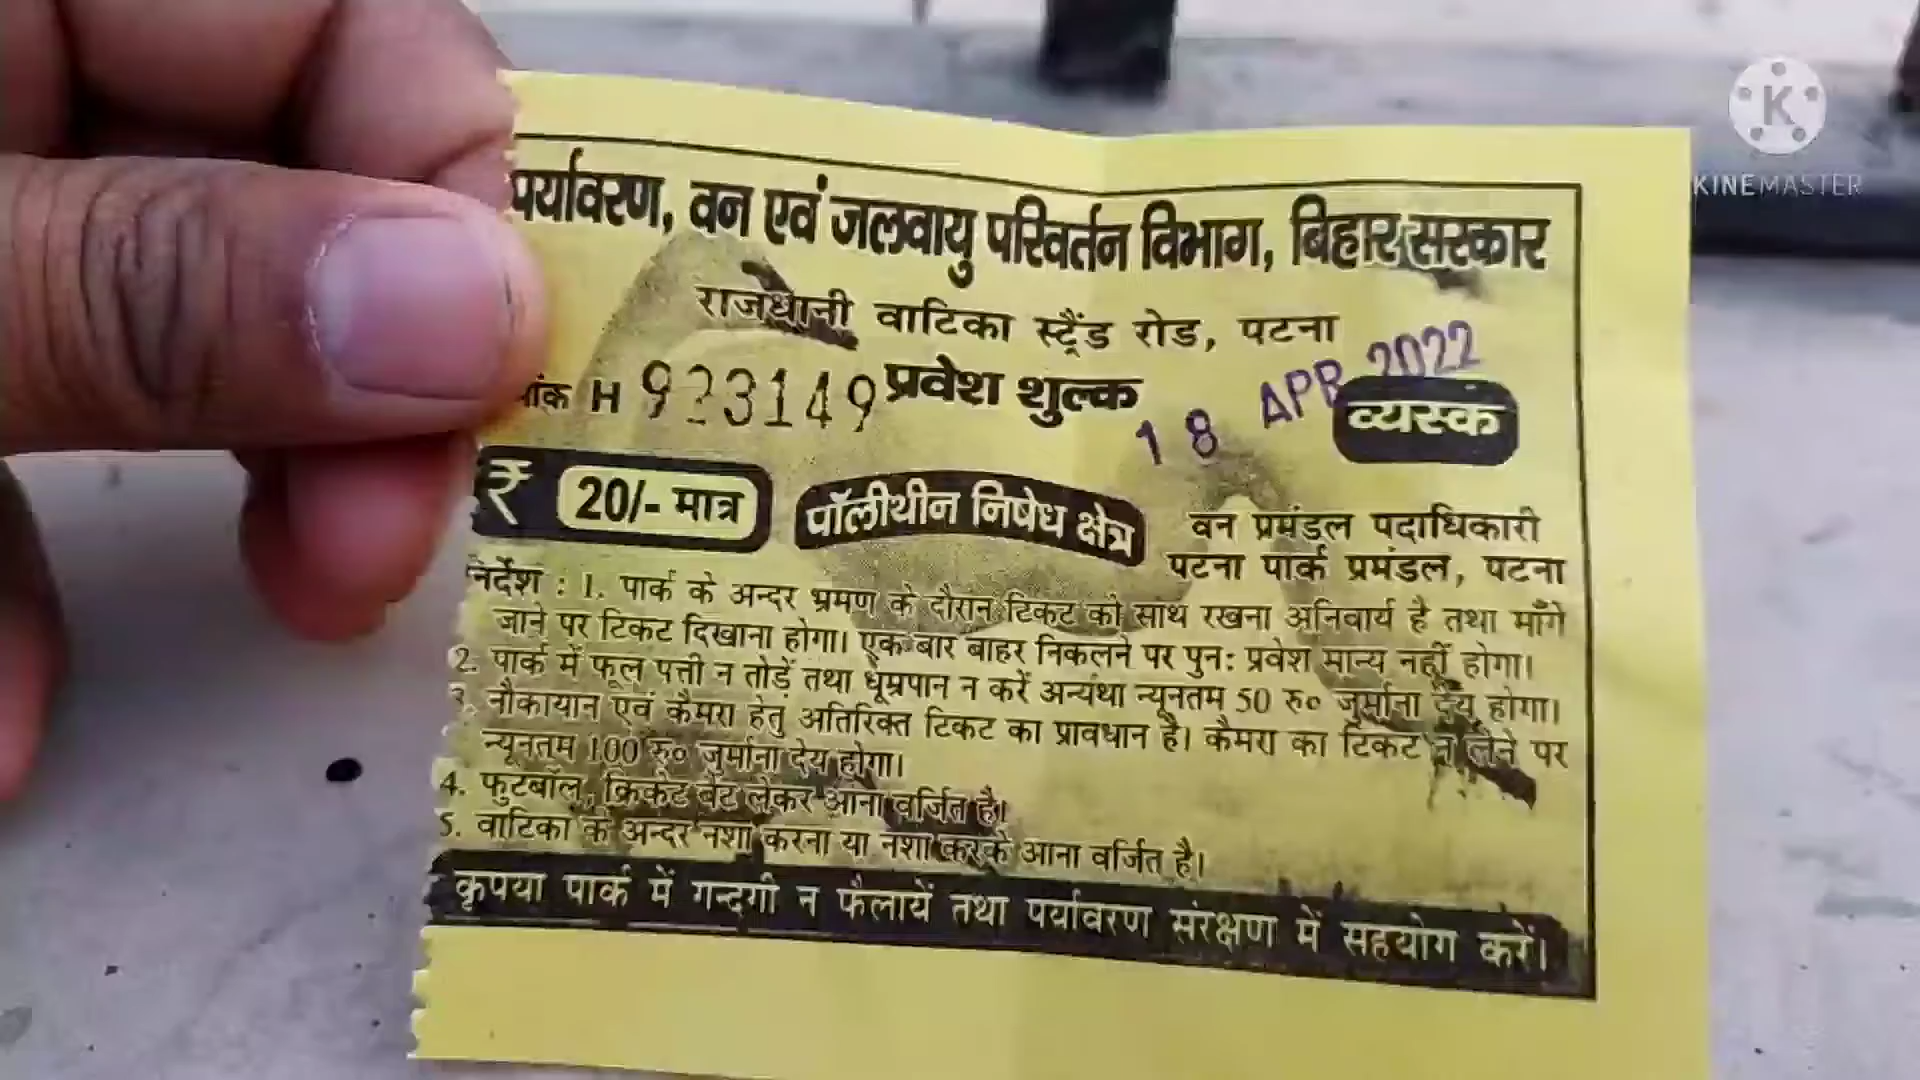 पर्यावरण, वन एवं जलवायु परिवर्तन विभाग, बिहार सरकार
राजधानी वाटिका स्ट्रैंड रोड, पटना
ांक H 923149 प्रवेश शुल्क 18 APR 2022
व्यस्क
₹ 20/- मात्र पॉलीथीन निषेध क्षेत्र
वन प्रमंडल पदाधिकारी
पटना पार्क प्रमंडल, पटना
निर्देश : 1. पार्क के अन्दर भ्रमण के दौरान टिकट को साथ रखना अनिवार्य है तथा माँगे
जाने पर टिकट दिखाना होगा। एक बार बाहर निकलने पर पुन: प्रवेश मान्य नहीं होगा।
2. पार्क में फूल पत्ती न तोड़ें तथा धूम्रपान न करें अन्यथा न्यूनतम 50 रु० जुर्माना देय होगा।
3. नौकायान एवं कैमरा हेतु अतिरिक्त टिकट का प्रावधान है। कैमरा का टिकट न लेने पर
न्यूनतम 100 रु० जुर्माना देय होगा।
4. फुटबॉल, क्रिकेट बैट लेकर आना वर्जित है।
5. वाटिका के अन्दर नशा करना या नशा करके आना वर्जित है।
कृपया पार्क में गन्दगी न फैलायें तथा पर्यावरण संरक्षण में सहयोग करें।
K
KINEMASTER